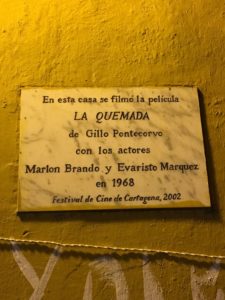 En esta casa se filmo la película
LA QUEMADA
de Gillo Pontecorvo
con los actores
Marlon Brando y Evaristo Marquez
en 1968
Festival de Cine de Cartagena, 2002